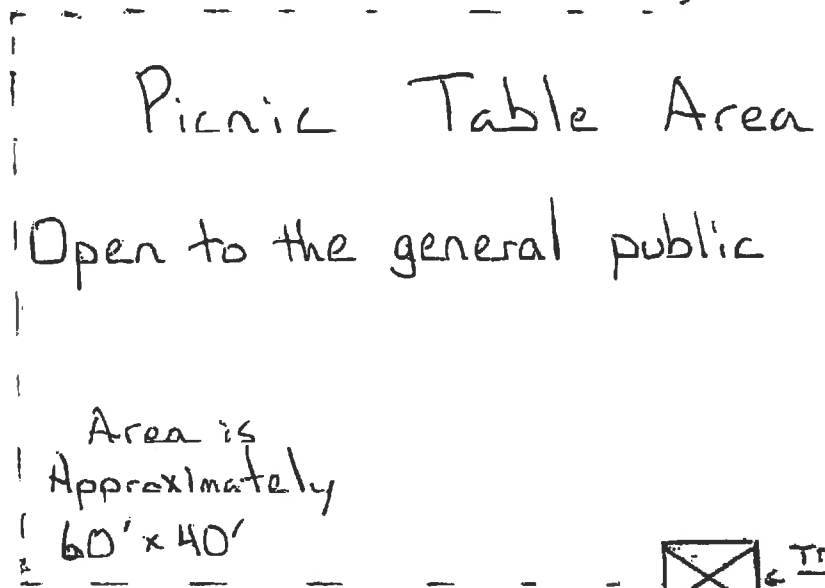 Picnic Table Area
Open to the general public
Area is
Approximately
60' x 40'